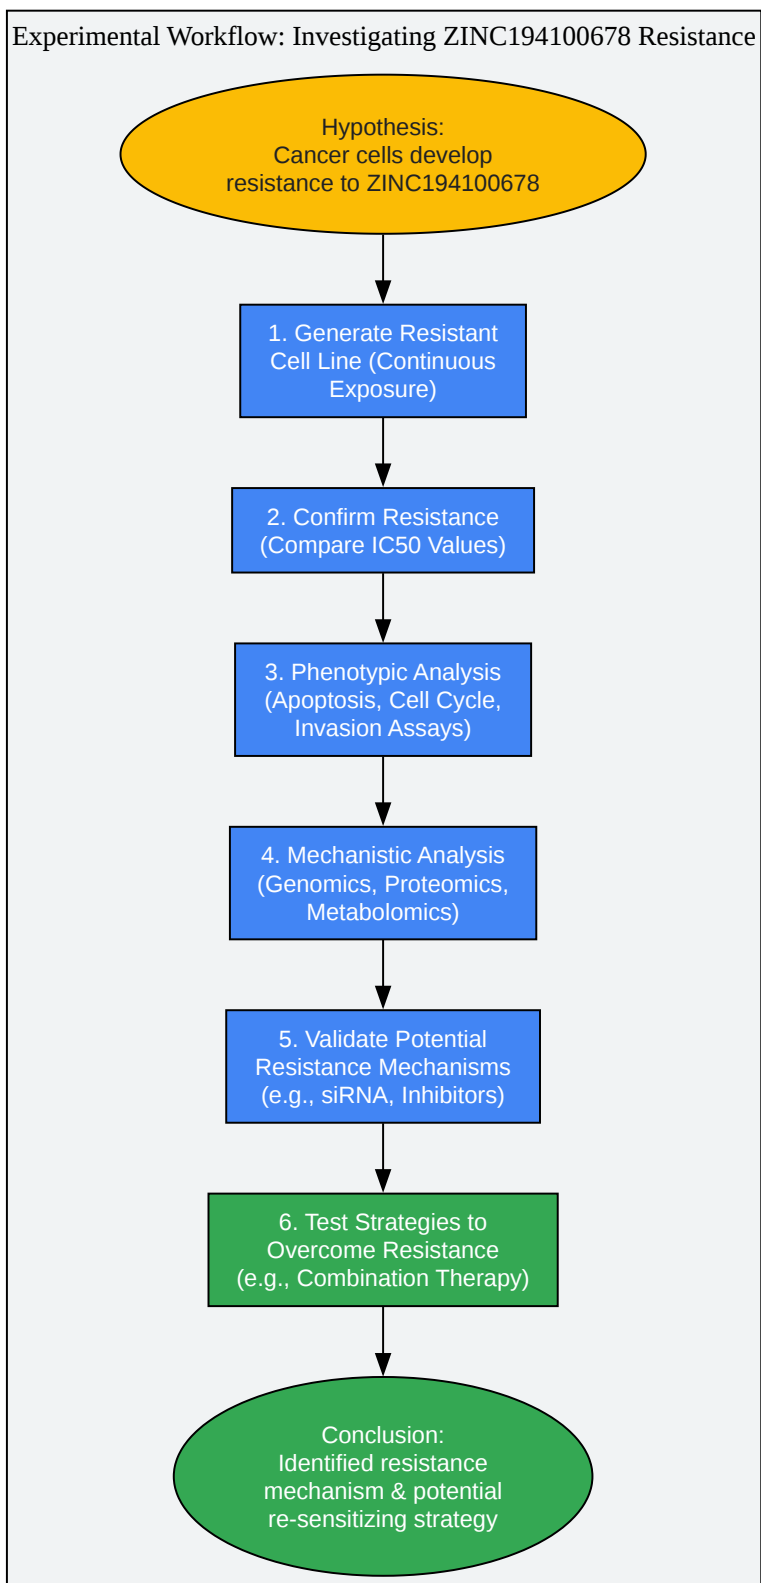 Experimental Workflow: Investigating ZINC194100678 Resistance
Hypothesis:
Cancer cells develop
resistance to ZINC194100678
1. Generate Resistant
Cell Line (Continuous
Exposure)
2. Confirm Resistance
(Compare IC50 Values)
3. Phenotypic Analysis
(Apoptosis, Cell Cycle,
Invasion Assays)
4. Mechanistic Analysis
(Genomics, Proteomics,
Metabolomics)
5. Validate Potential
Resistance Mechanisms
(e.g., siRNA, Inhibitors)
6. Test Strategies to
Overcome Resistance
(e.g., Combination Therapy)
Conclusion:
Identified resistance
mechanism & potential
re-sensitizing strategy